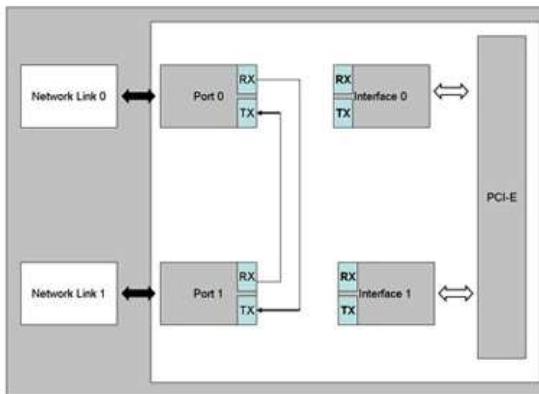 Network Link 0
Port 0
RX
TX
RX
TX
Interface 0
PCI-E
Network Link 1
Port 1
RX
TX
RX
TX
Interface 1